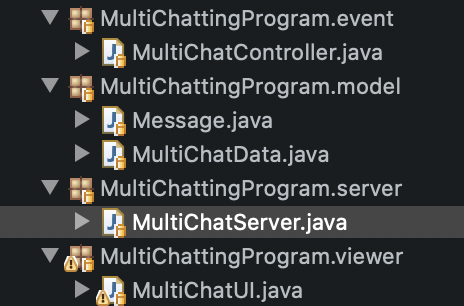 MultiChattingProgram.event
MultiChatController.java
MultiChattingProgram.model
Message.java
MultiChatData.java
MultiChattingProgram.server
MultiChatServer.java
MultiChattingProgram.viewer
MultiChatUI.java